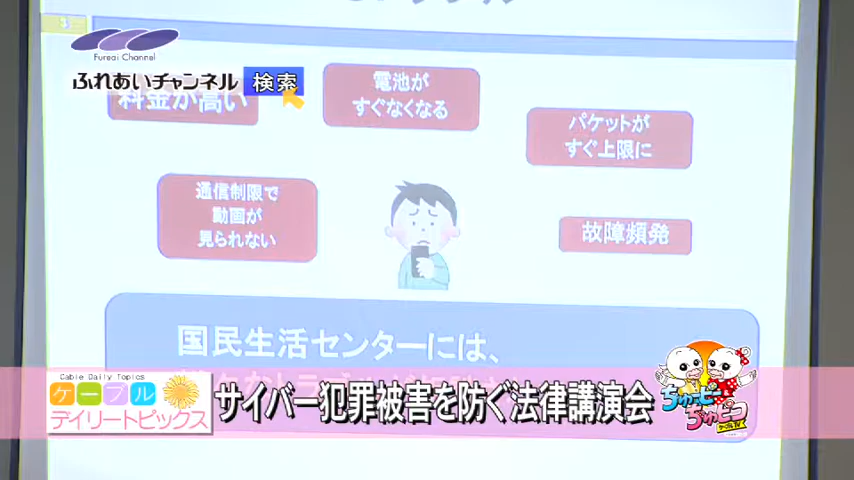 Fureai Channel
ふれあいチャンネル 検索
料金が高い
電池が
すぐなくなる
パケットが
すぐ上限に
通信制限で
動画が
見られない
故障頻発
国民生活センターには、
Cable Daily Topics
ケーブル
デイリートピックス
サイバー犯罪被害を防ぐ法律講演会
ちゅーピー&
ちゅピコ